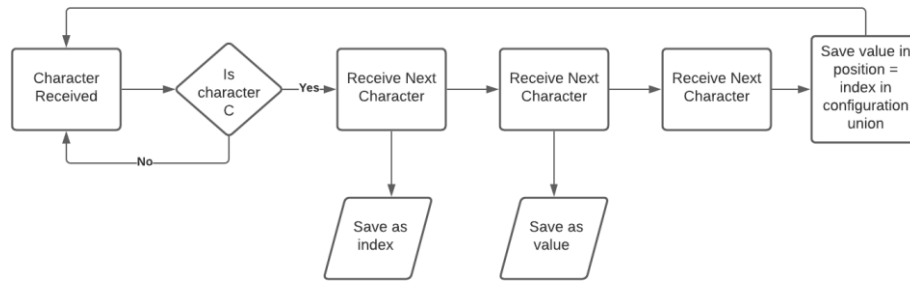 Character
Received
Is
character
C
Yes
No
Receive Next
Character
Save as
index
Receive Next
Character
Save as
value
Receive Next
Character
Save value in
position =
index in
configuration
union